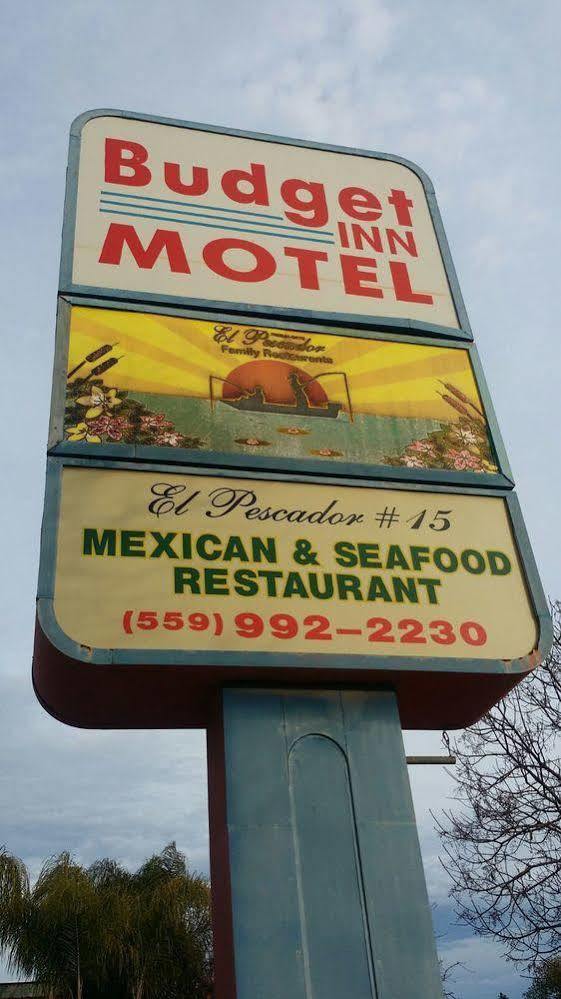 Budget
INN
MOTEL
El Pescador
Family Restaurants
El Pescador #15
MEXICAN & SEAFOOD
RESTAURANT
(559) 992-2230